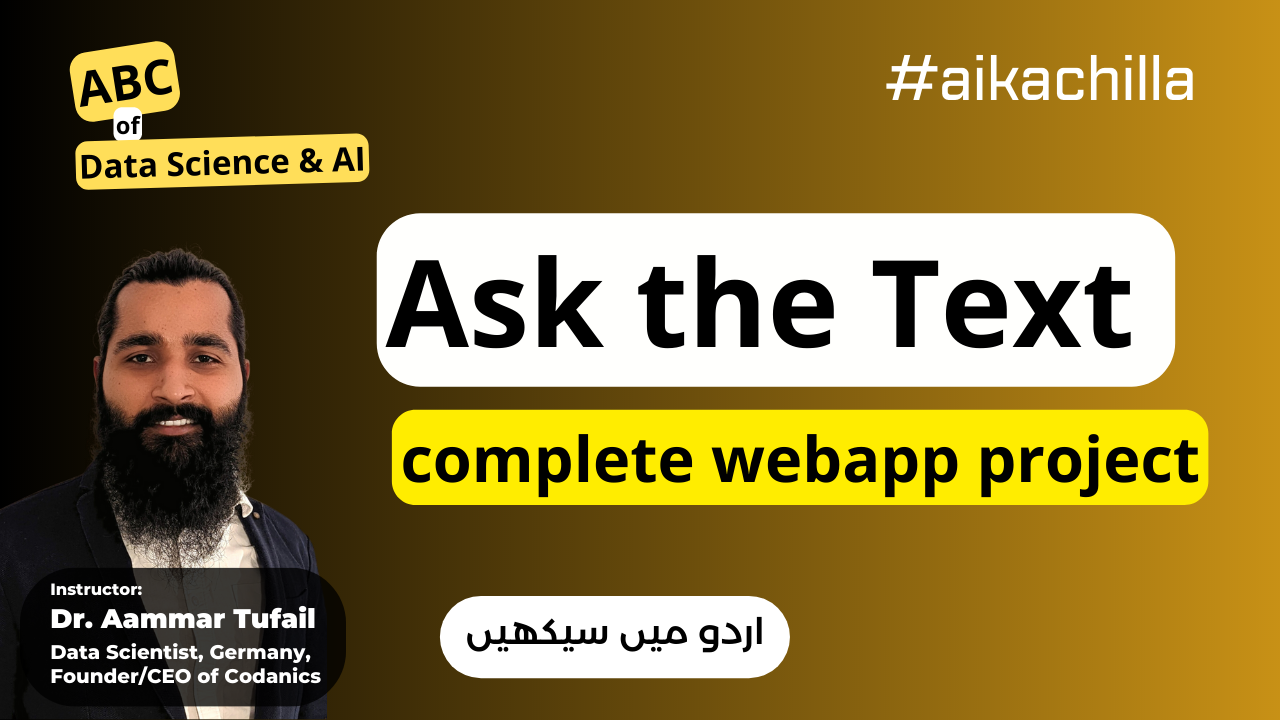 ABC
of
Data Science & AI
#aikachilla
Ask the Text
complete webapp project
Instructor:
Dr. Aammar Tufail
Data Scientist, Germany,
Founder/CEO of Codanics
اردو میں سیکھیں